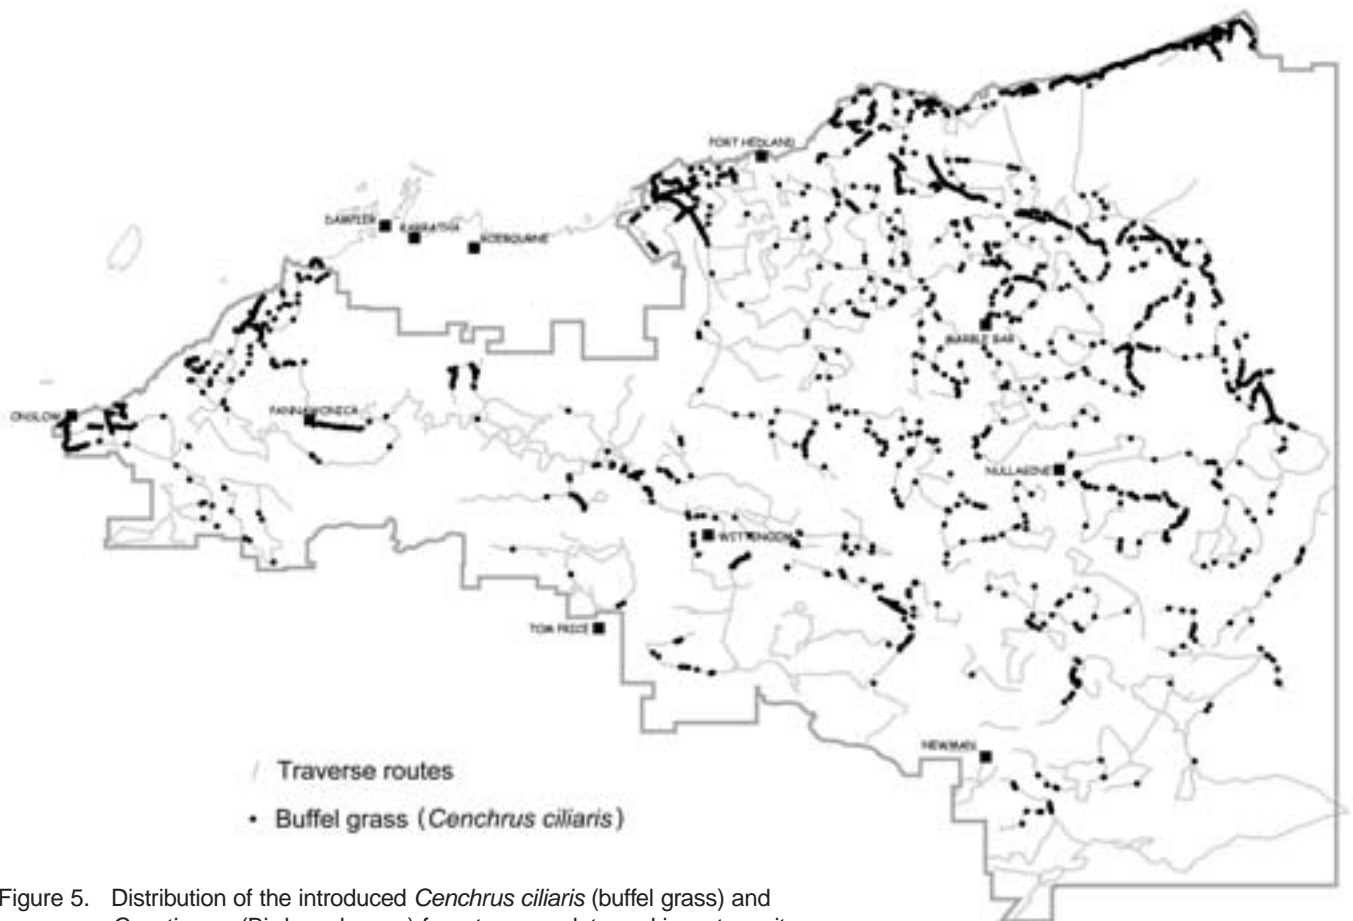 PORT HEDLAND
DAMPIER
KARRATHA
ROEBOURNE
MARBLE BAR
ONSLOW
PANNAWONICA
NULLAGINE
WITTENOOM
TOM PRICE
NEWMAN
Traverse routes
Buffel grass (Cenchrus ciliaris)
Figure 5. Distribution of the introduced Cenchrus ciliaris (buffel grass) and